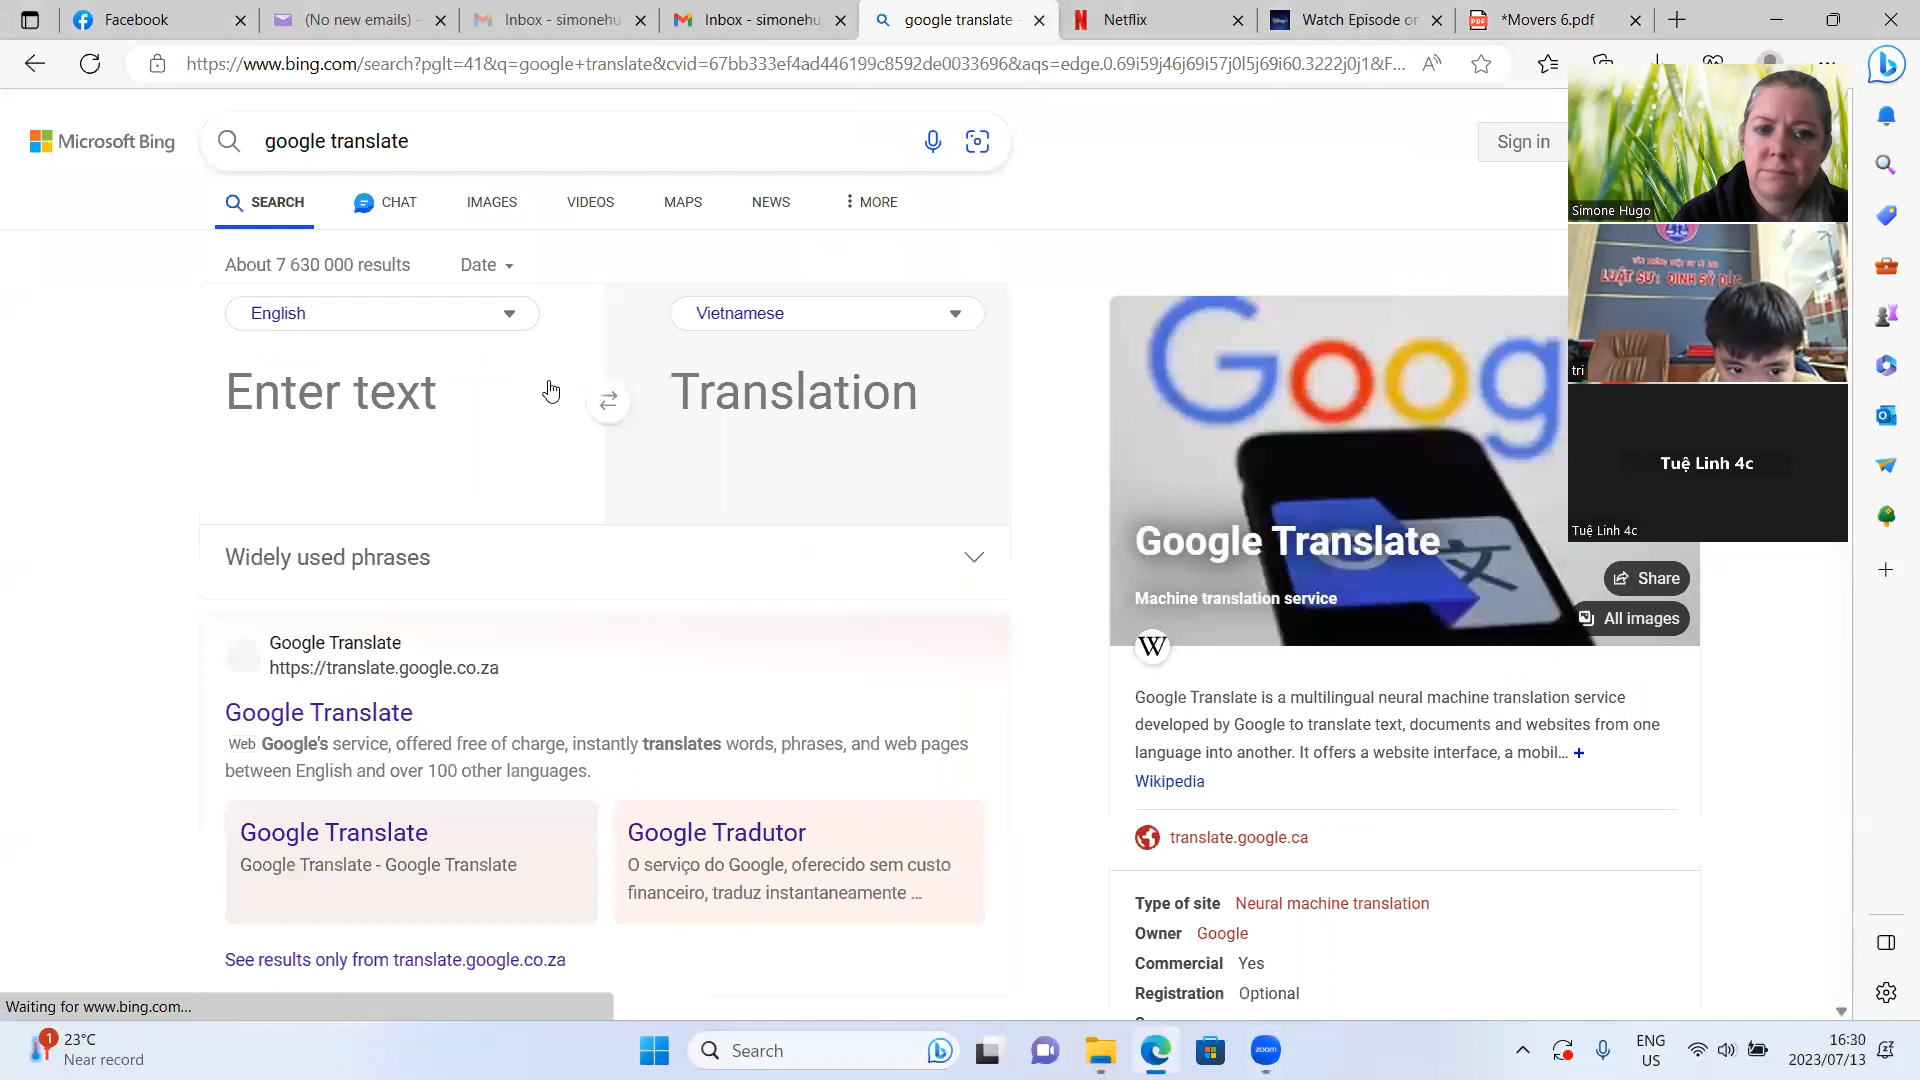 Facebook
(No new emails) -
Inbox - simonehu
Inbox - simonehu
google translate -
Netflix
Watch Episode or
*Movers 6.pdf
https://www.bing.com/search?pglt=41&q=google+translate&cvid=67bb333ef4ad446199c8592de0033696&aqs=edge.0.69i59j46j69i57j0l5j69i60.3222j0j1&F...
Microsoft Bing
google translate
Sign in
SEARCH
CHAT
IMAGES
VIDEOS
MAPS
NEWS
MORE
About 7 630 000 results
Date
English
Vietnamese
Enter text
Translation
Widely used phrases
Google Translate
https://translate.google.co.za
Google Translate
Web Google's service, offered free of charge, instantly translates words, phrases, and web pages
between English and over 100 other languages.
Google Translate
Google Translate - Google Translate
Google Tradutor
O serviço do Google, oferecido sem custo
financeiro, traduz instantaneamente ...
See results only from translate.google.co.za
Waiting for www.bing.com...
Goog
Google Translate
Machine translation service
Share
All images
W
Google Translate is a multilingual neural machine translation service
developed by Google to translate text, documents and websites from one
language into another. It offers a website interface, a mobil... +
Wikipedia
translate.google.ca
Type of site Neural machine translation
Owner Google
Commercial Yes
Registration Optional
Simone Hugo
LUẬT SƯ: ĐINH SỸ ĐỨC
tri
Tuệ Linh 4c
Tuệ Linh 4c
1
23°C
Near record
Search
zoom
ENG
US
16:30
2023/07/13